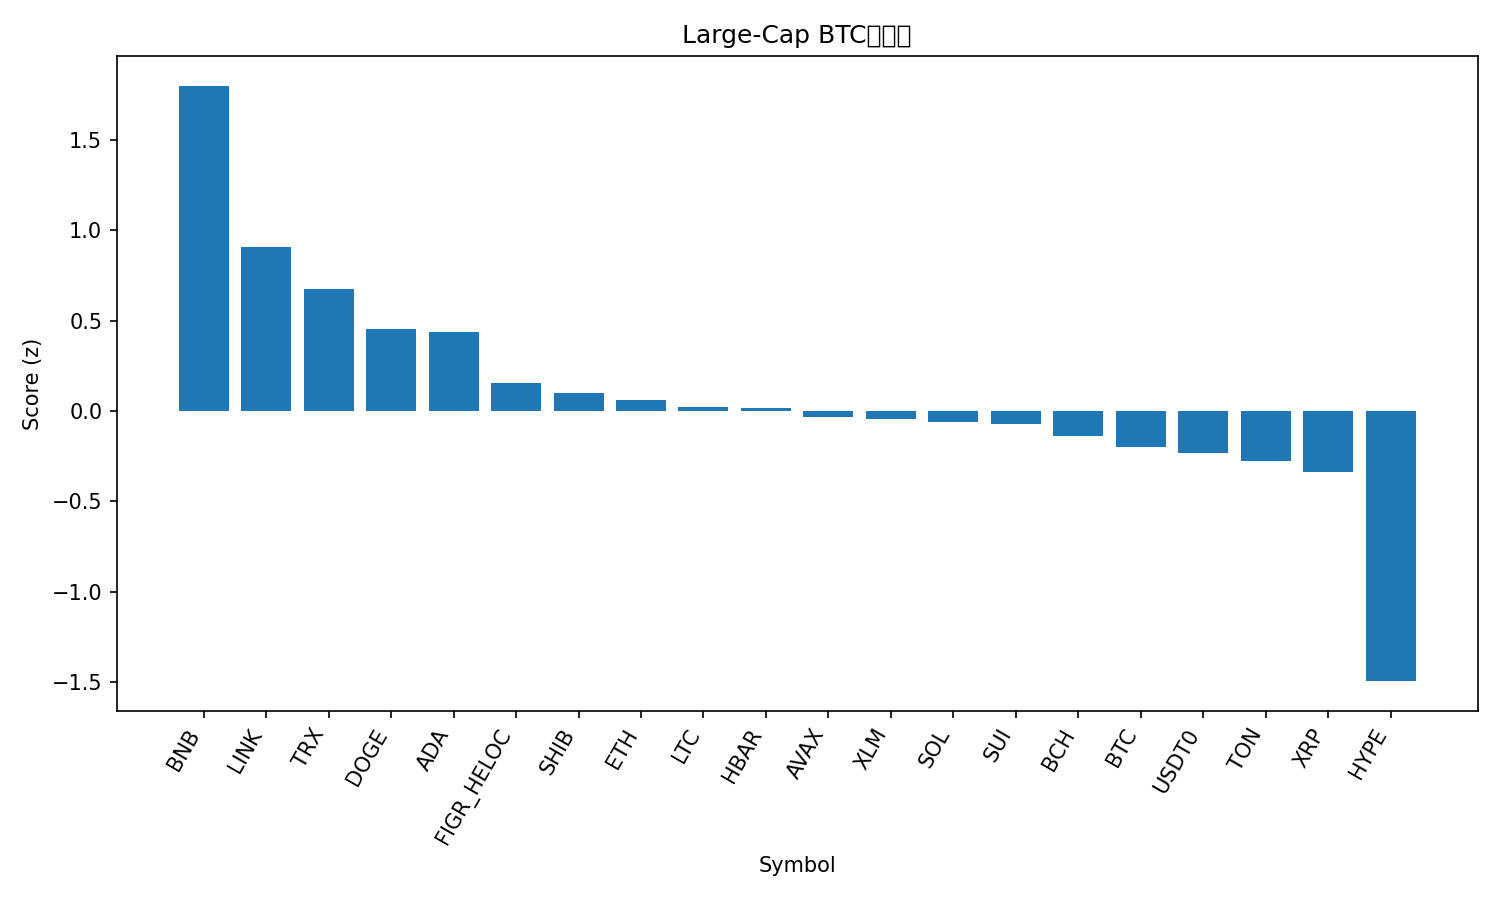 Large-Cap BTC
Score (z)
1.5
1.0
0.5
0.0
−0.5
−1.0
−1.5
BNB
LINK
TRX
DOGE
ADA
FIGR_HELOC
SHIB
ETH
LTC
HBAR
AVAX
XLM
SOL
SUI
BCH
BTC
USDT0
TON
XRP
HYPE
Symbol